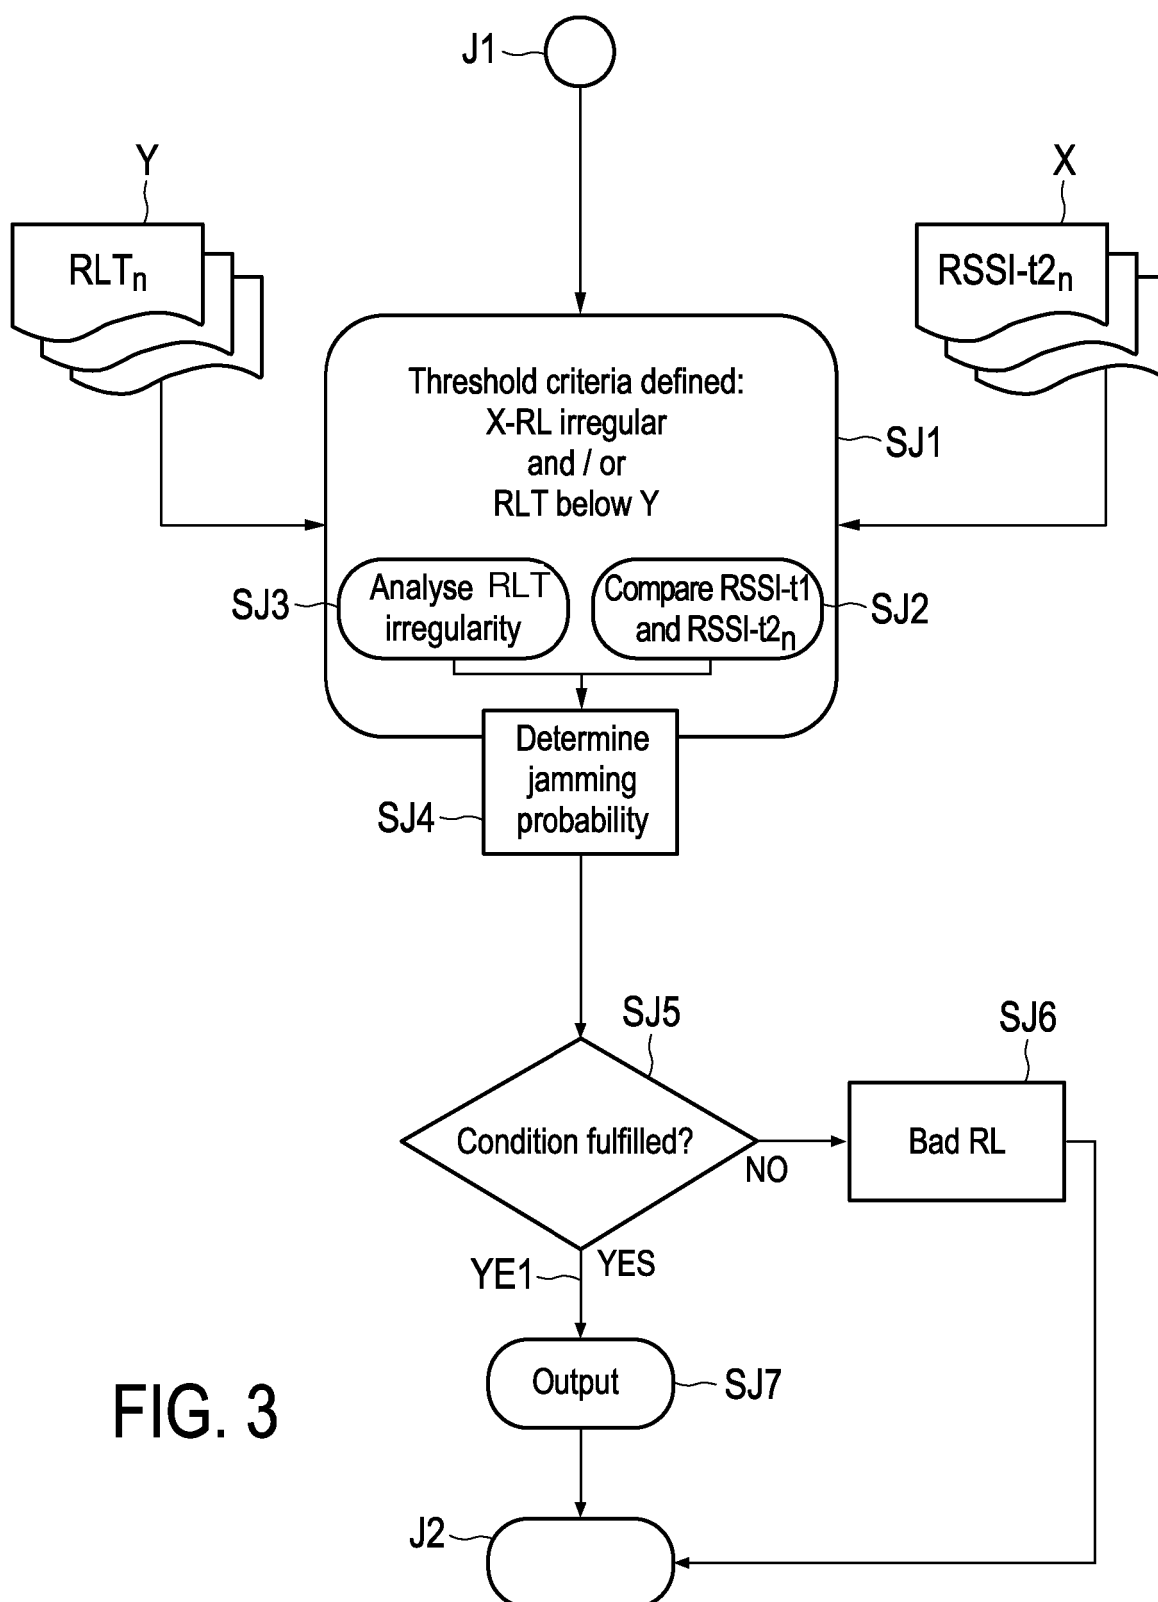 J1
Y
X
RLTn
RSSI-t2n
Threshold criteria defined:
X-RL irregular
and / or
RLT below Y
SJ1
SJ3
Analyse RLT
irregularity
Compare RSSI-t1
and RSSI-t2n
SJ2
Determine
jamming
probability
SJ4
SJ5
SJ6
Condition fulfilled?
NO
Bad RL
YE1
YES
Output
SJ7
FIG. 3
J2